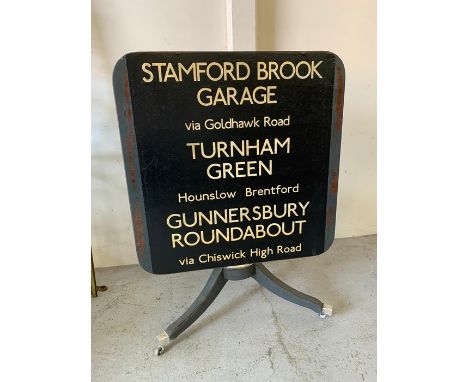 STAMFORD BROOK
GARAGE
via Goldhawk Road
TURNHAM
GREEN
Hounslow Brentford
GUNNERSBURY
ROUNDABOUT
via Chiswick High Road